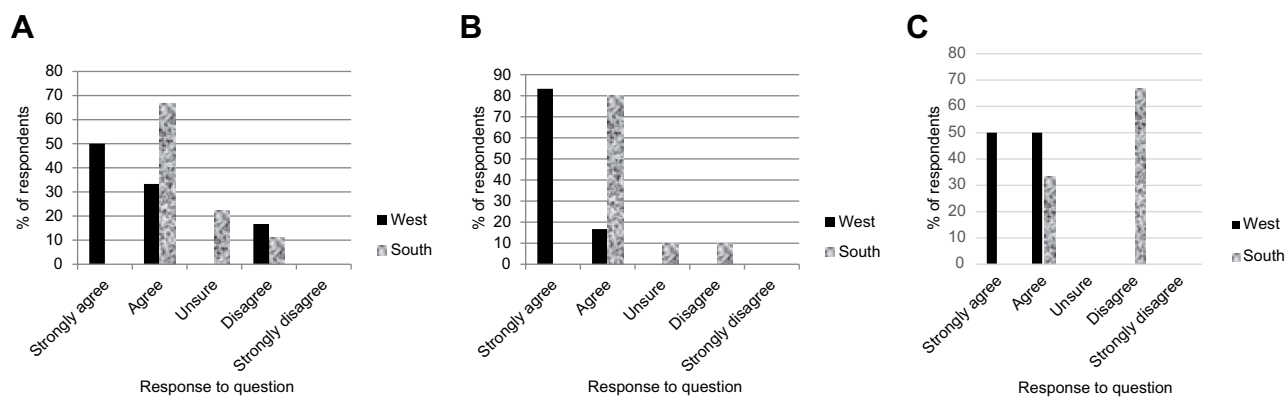 A
% of respondents
80
70
60
50
40
30
20
10
0
Strongly agree
Agree
Unsure
Disagree
Strongly disagree
Response to question
West
South
B
% of respondents
90
80
70
60
50
40
30
20
10
0
Strongly agree
Agree
Unsure
Disagree
Strongly disagree
Response to question
West
South
C
% of respondents
80
70
60
50
40
30
20
10
0
Strongly agree
Agree
Unsure
Disagree
Strongly disagree
Response to question
West
South